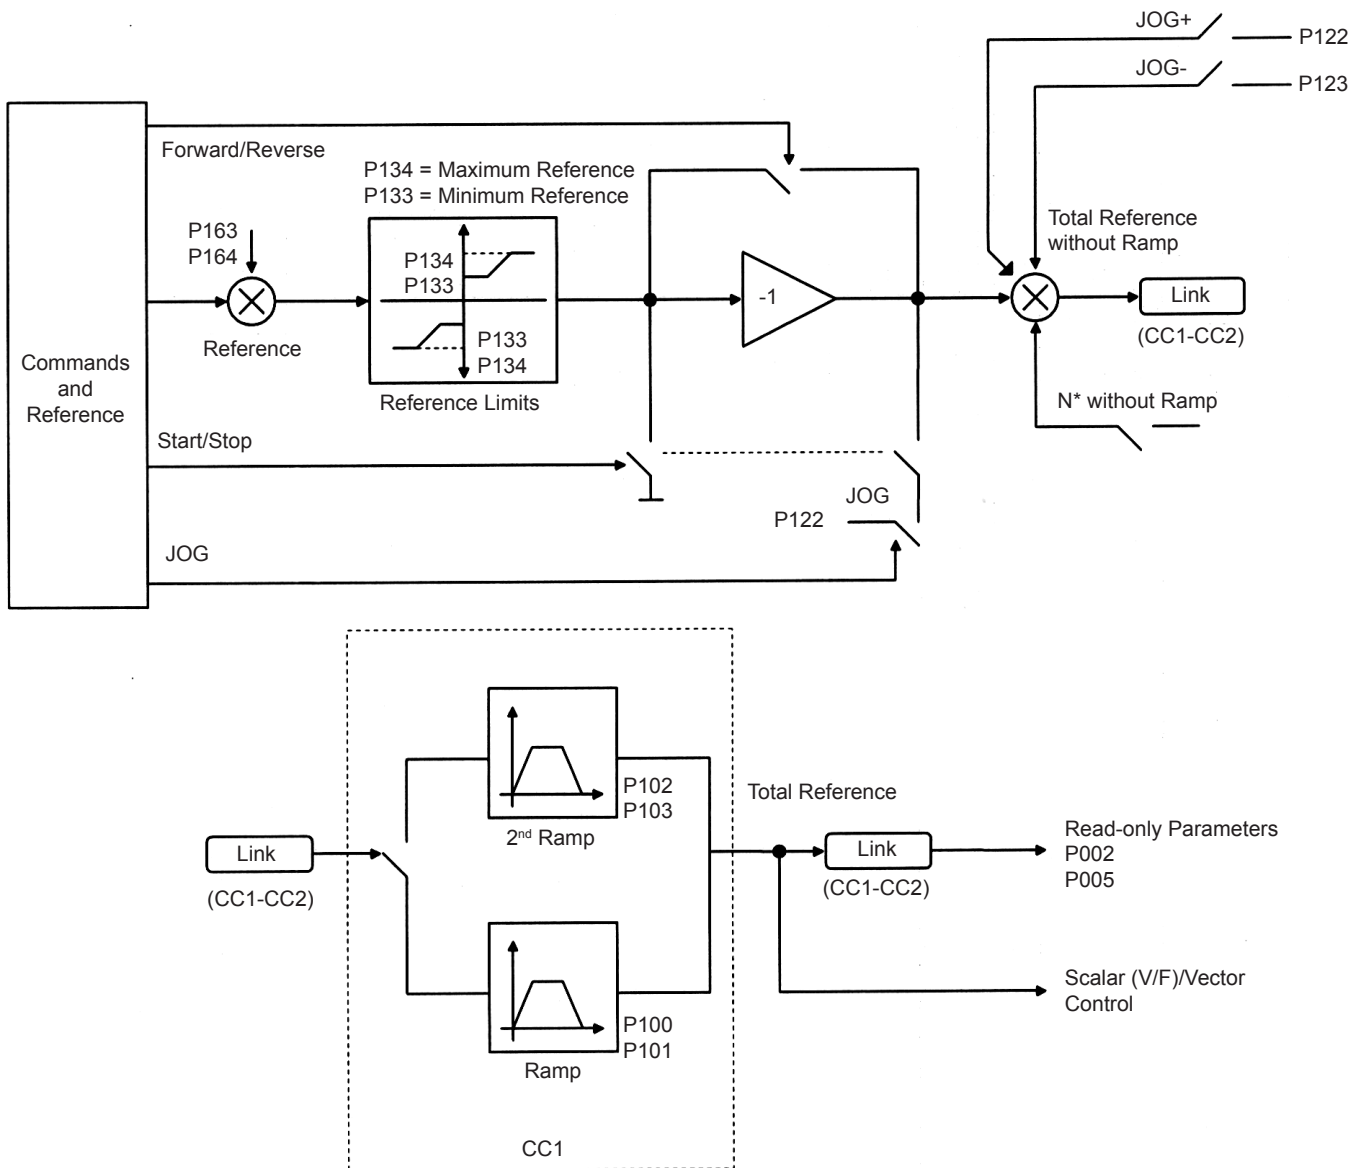 JOG+
P122
JOG-
P123
Forward/Reverse
P134 = Maximum Reference
P133 = Minimum Reference
P163
P164
P134
P133
P133
P134
Reference
Reference Limits
Commands
and
Reference
-1
Total Reference
without Ramp
Link
(CC1-CC2)
N* without Ramp
Start/Stop
JOG
P122
JOG
P102
P103
2nd Ramp
Total Reference
Link
(CC1-CC2)
Link
(CC1-CC2)
Read-only Parameters
P002
P005
Scalar (V/F)/Vector
Control
P100
P101
Ramp
CC1